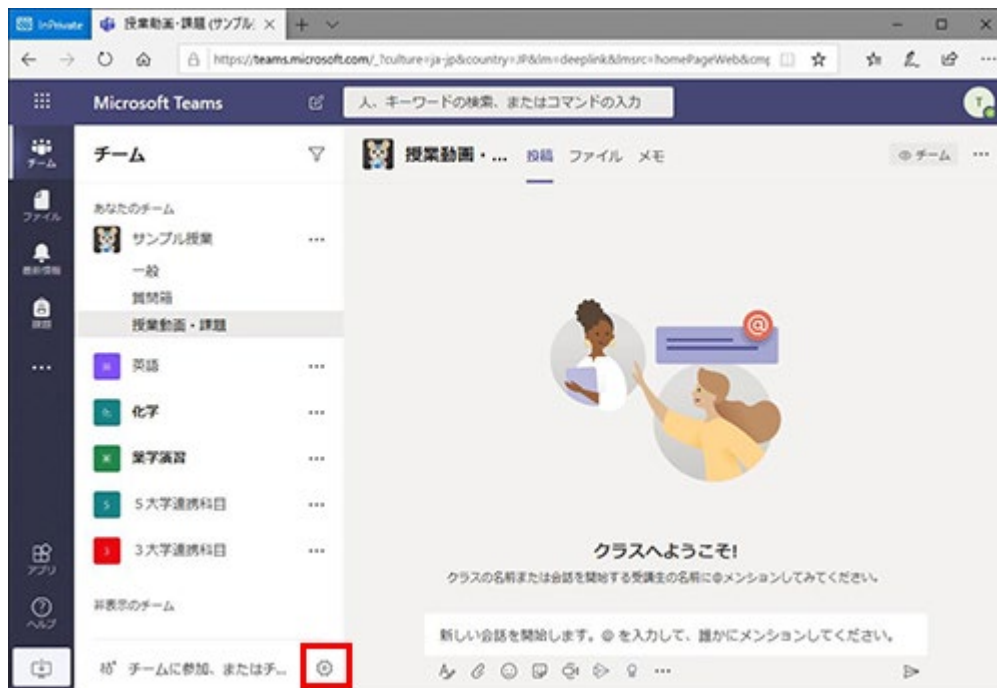 InPrivate
授業動画・課題 (サンプル
https://teams.microsoft.com/_?culture=ja-jp&country=JP&lm=deeplink&lmsrc=homePageWeb&cmp
Microsoft Teams
人、キーワードの検索、またはコマンドの入力
T
チーム
ファイル
最新情報
課題
アプリ
ヘルプ
チーム
あなたのチーム
サンプル授業
一般
質問箱
授業動画・課題
英語
化 化学
薬学演習
5 5大学連携科目
3 3大学連携科目
非表示のチーム
チームに参加、またはチ...
授業動画・... 投稿 ファイル メモ
チーム
クラスへようこそ!
クラスの名前または会話を開始する受講生の名前に@メンションしてみてください。
新しい会話を開始します。@ を入力して、誰かにメンションしてください。